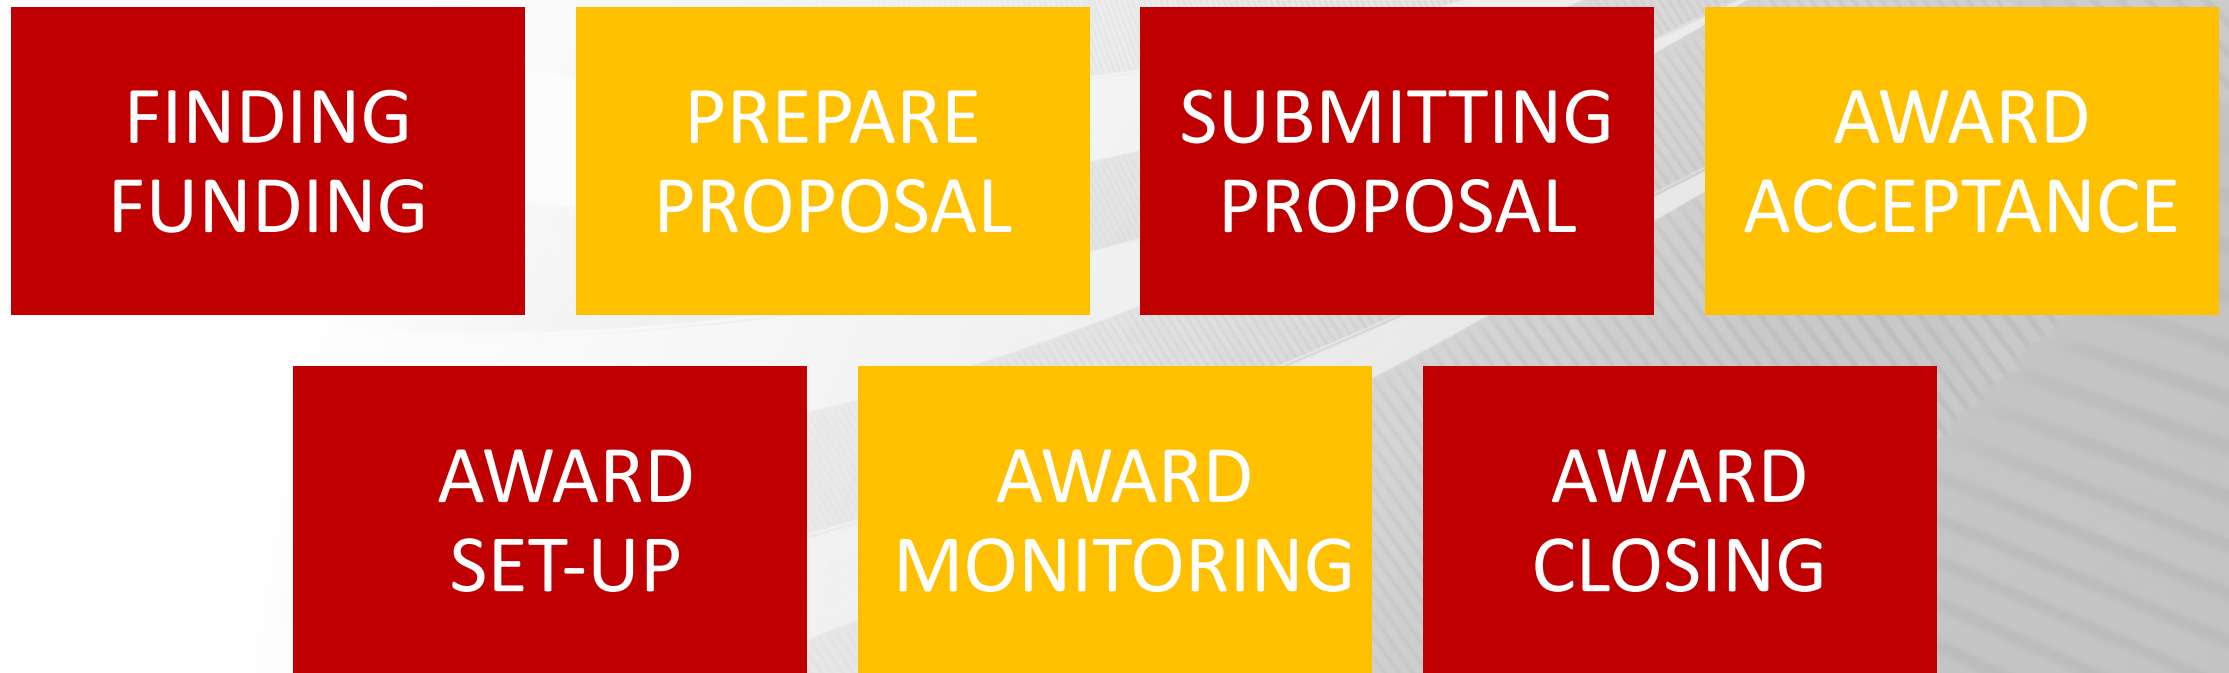 FINDING
FUNDING
PREPARE
PROPOSAL
SUBMITTING
PROPOSAL
AWARD
ACCEPTANCE
AWARD
SET-UP
AWARD
MONITORING
AWARD
CLOSING